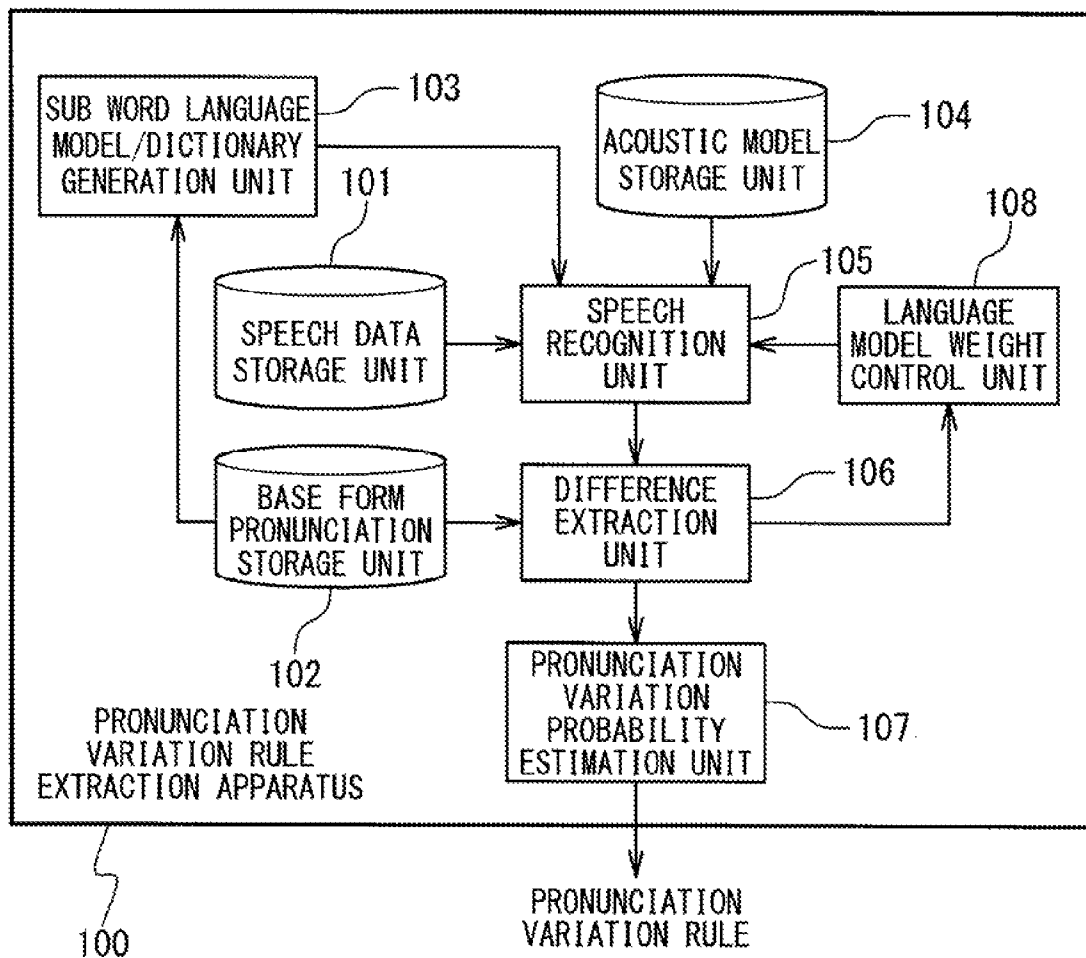 103
SUB WORD LANGUAGE
MODEL/DICTIONARY
GENERATION UNIT
104
ACOUSTIC MODEL
STORAGE UNIT
101
108
SPEECH DATA
STORAGE UNIT
105
SPEECH
RECOGNITION
UNIT
LANGUAGE
MODEL WEIGHT
CONTROL UNIT
BASE FORM
PRONUNCIATION
STORAGE UNIT
102
106
DIFFERENCE
EXTRACTION
UNIT
PRONUNCIATION
VARIATION
PROBABILITY
ESTIMATION UNIT
107
PRONUNCIATION
VARIATION RULE
EXTRACTION APPARATUS
100
PRONUNCIATION
VARIATION RULE